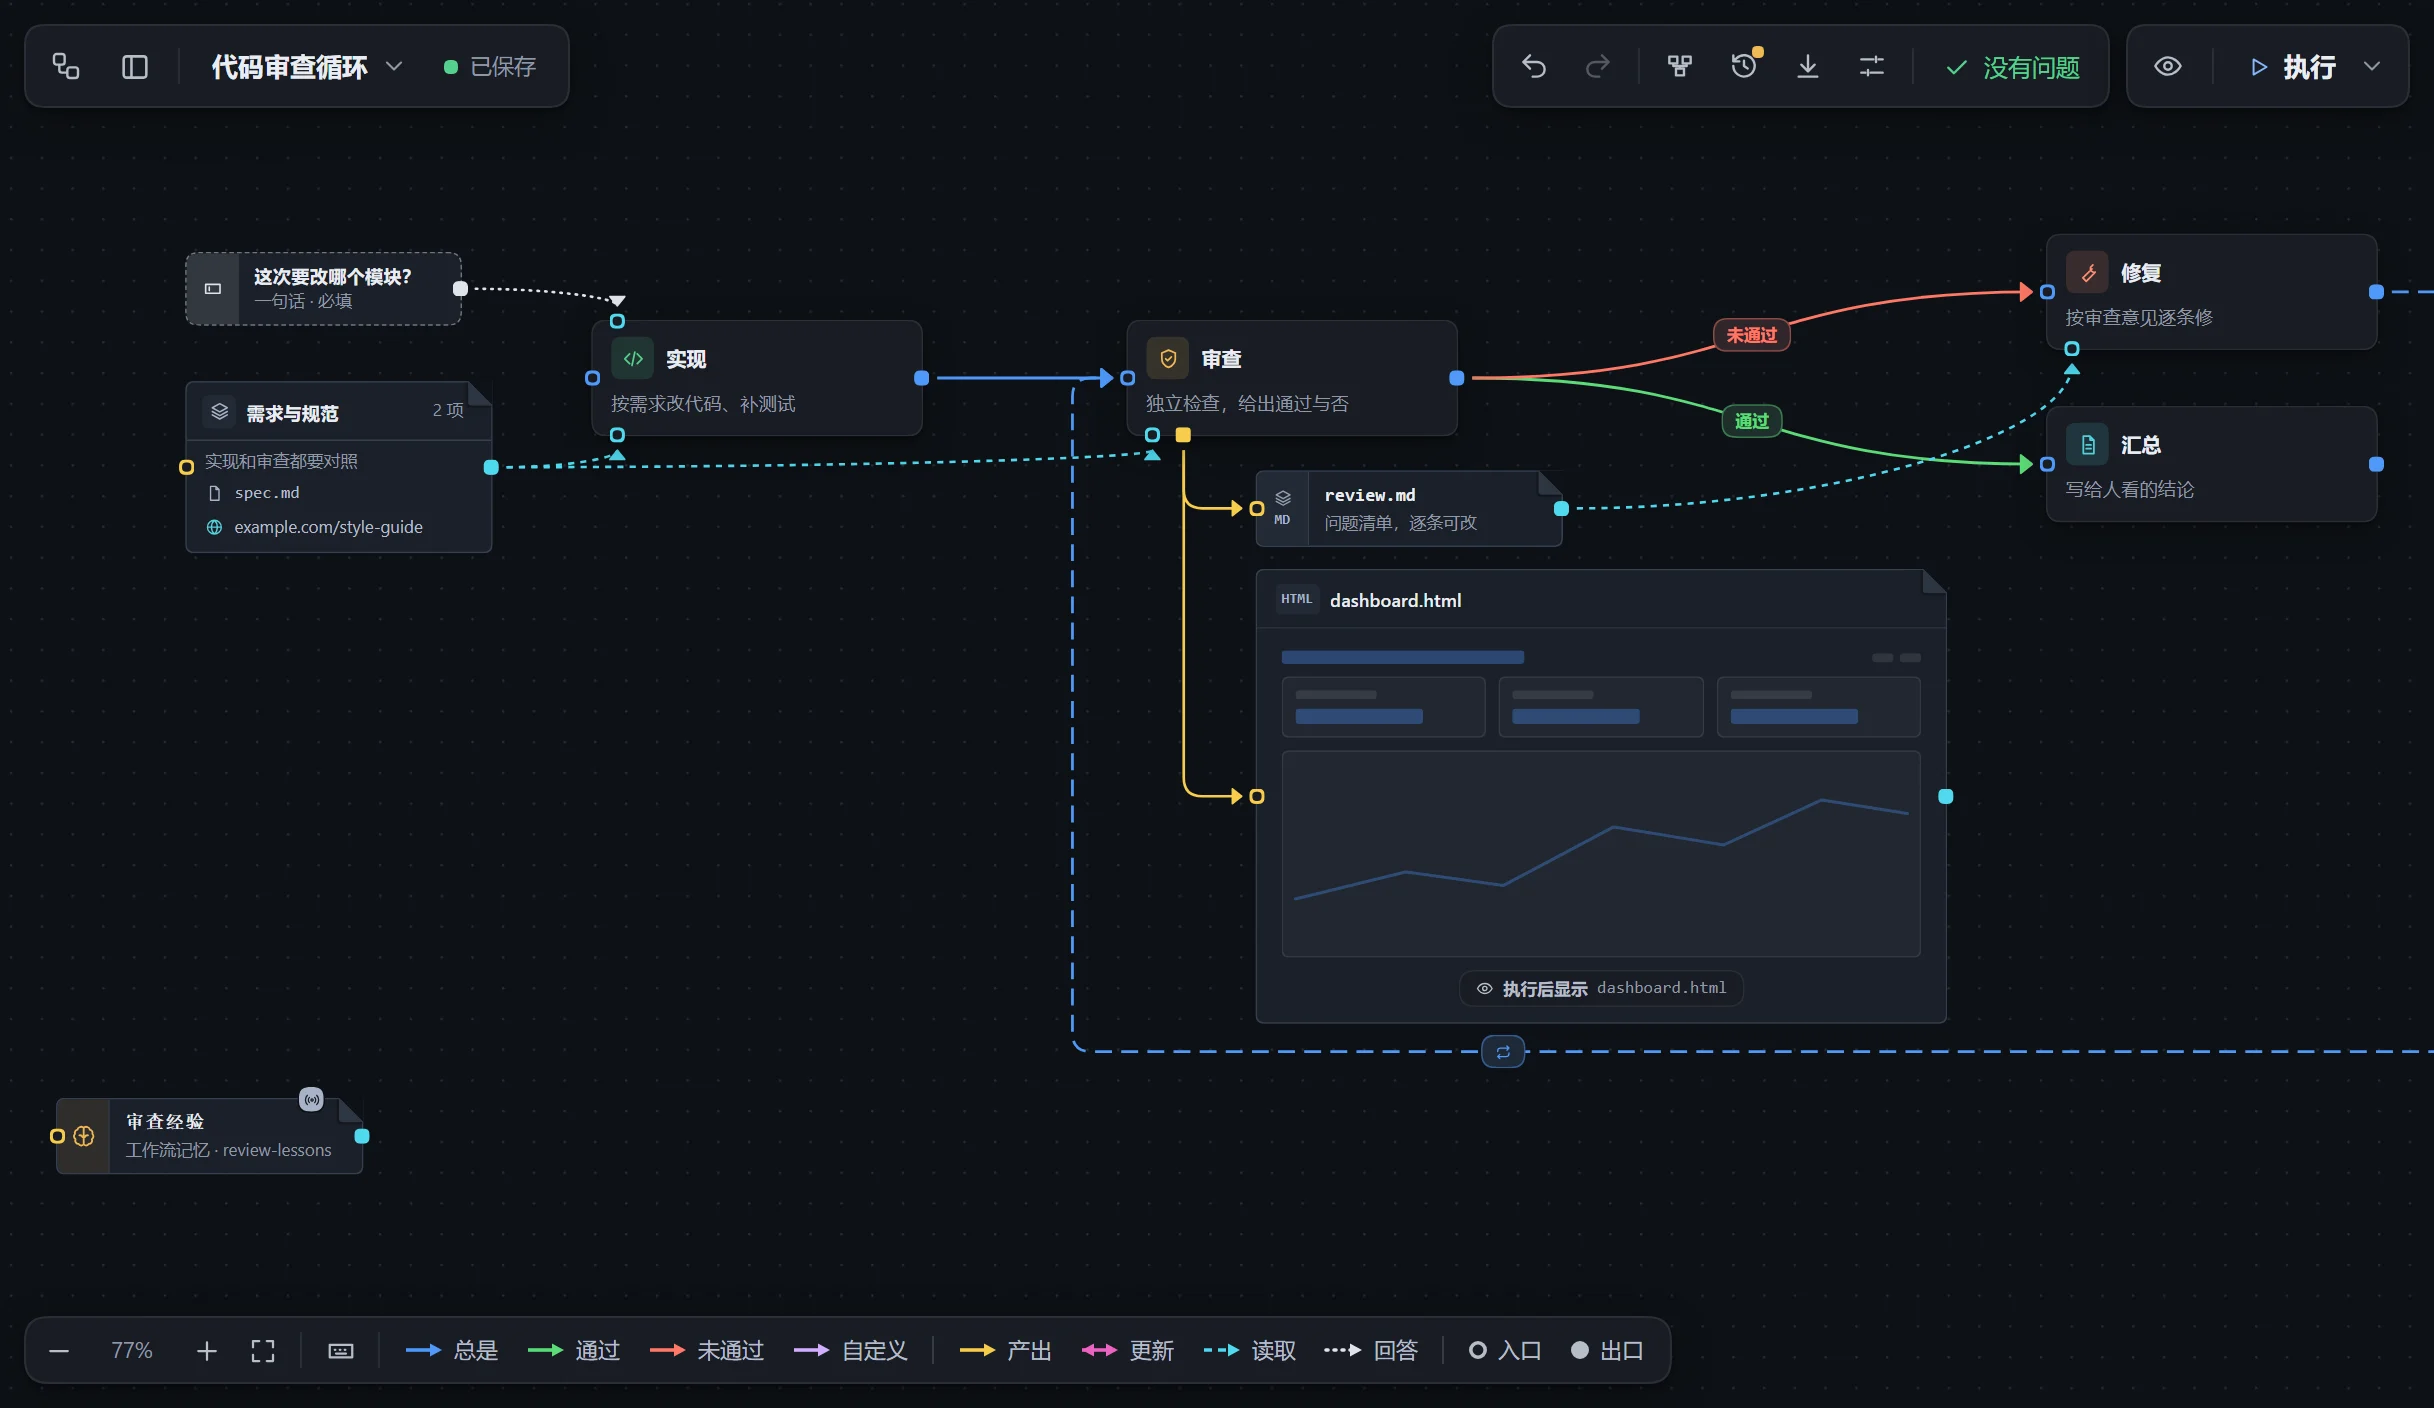 代码审查循环
已保存
没有问题
执行
这次要改哪个模块？
一句话 · 必填
需求与规范
2 项
实现和审查都要对照
spec.md
example.com/style-guide
实现
按需求改代码、补测试
审查
独立检查，给出通过与否
未通过
通过
修复
按审查意见逐条修
汇总
写给人看的结论
MD
review.md
问题清单，逐条可改
HTML
dashboard.html
执行后显示 dashboard.html
审查经验
工作流记忆 · review-lessons
77%
总是
通过
未通过
自定义
产出
更新
读取
回答
入口
出口